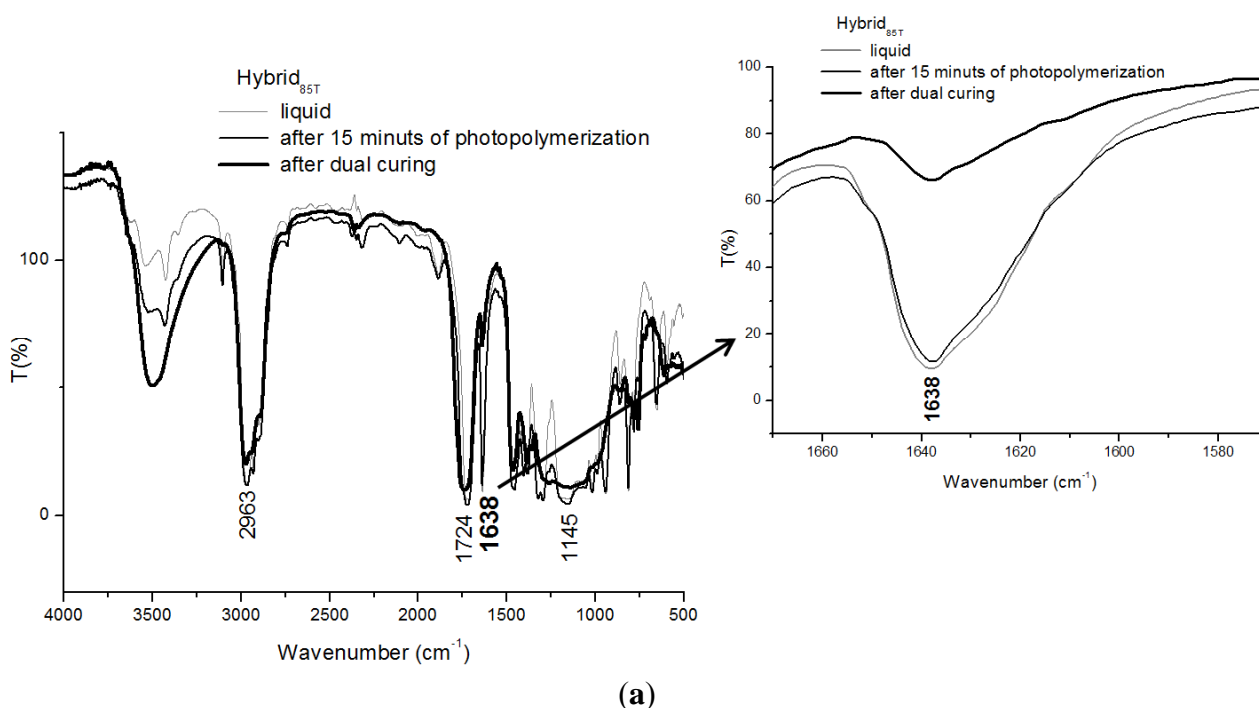 Hybrid85T
liquid
after 15 minuts of photopolymerization
after dual curing
T(%)
100
0
2963
1724
1638
1145
4000 3500 3000 2500 2000 1500 1000 500
Wavenumber (cm-1)
Hybrid85T
liquid
after 15 minuts of photopolymerization
after dual curing
T(%)
100
80
60
40
20
0
1638
1660 1640 1620 1600 1580
Wavenumber (cm-1)
(a)